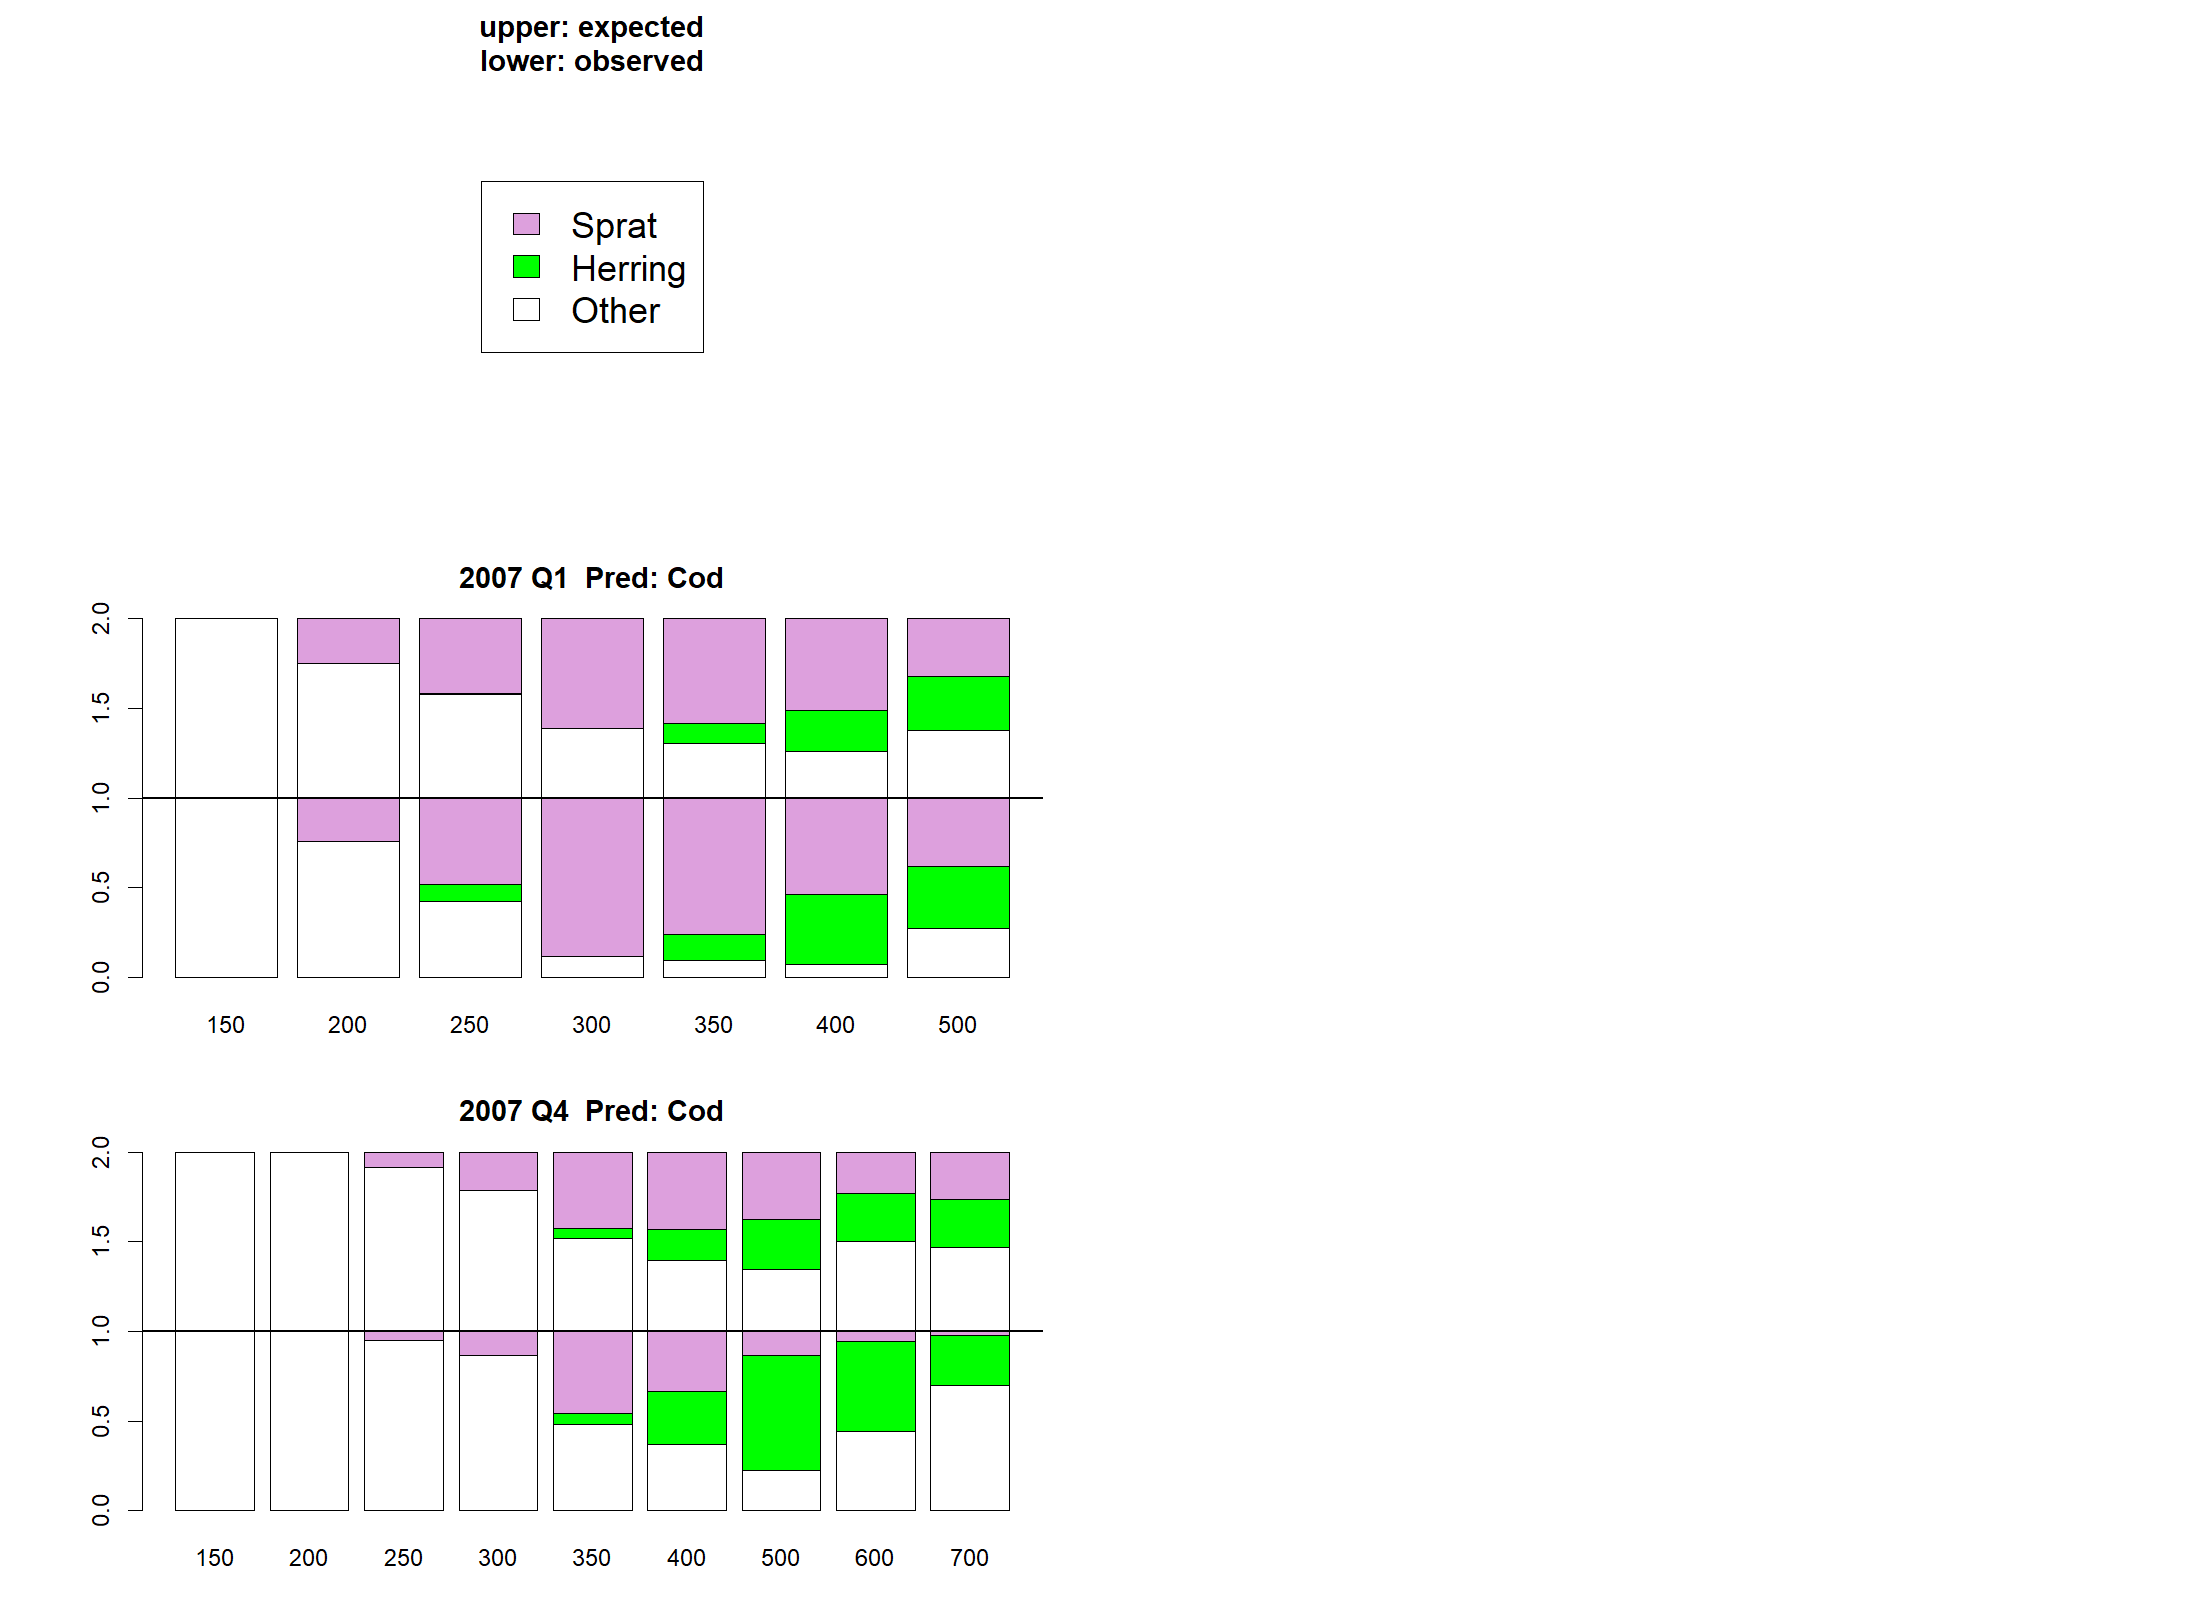 upper: expected
lower: observed
Sprat
Herring
Other
2007 Q1  Pred: Cod
2.0
1.5
1.0
0.5
0.0
150 200 250 300 350 400 500
2007 Q4  Pred: Cod
2.0
1.5
1.0
0.5
0.0
150 200 250 300 350 400 500 600 700